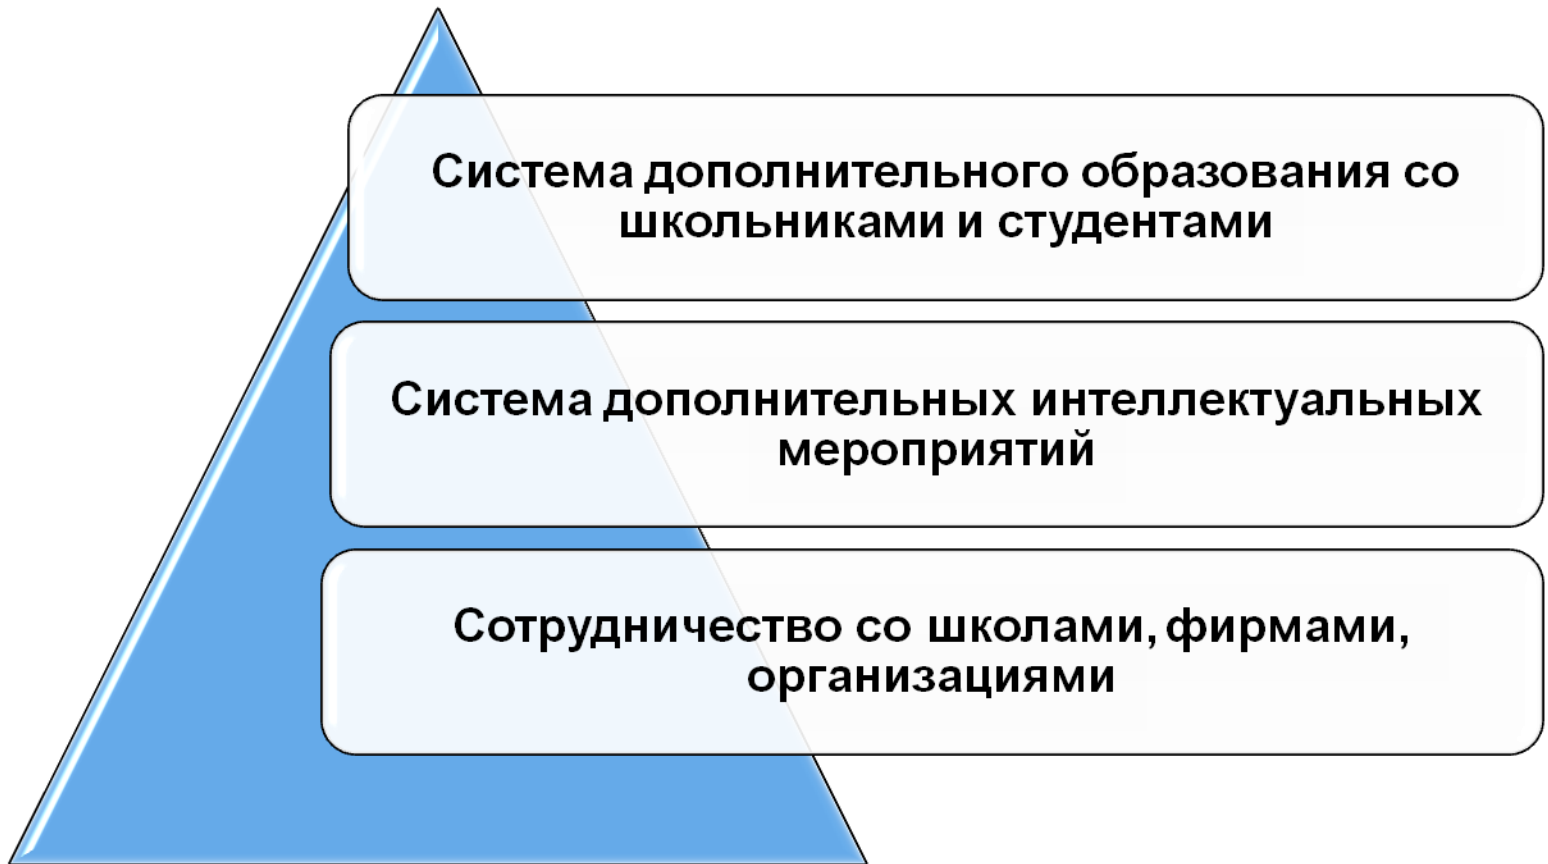 Система дополнительного образования со
школьниками и студентами
Система дополнительных интеллектуальных
мероприятий
Сотрудничество со школами, фирмами,
организациями